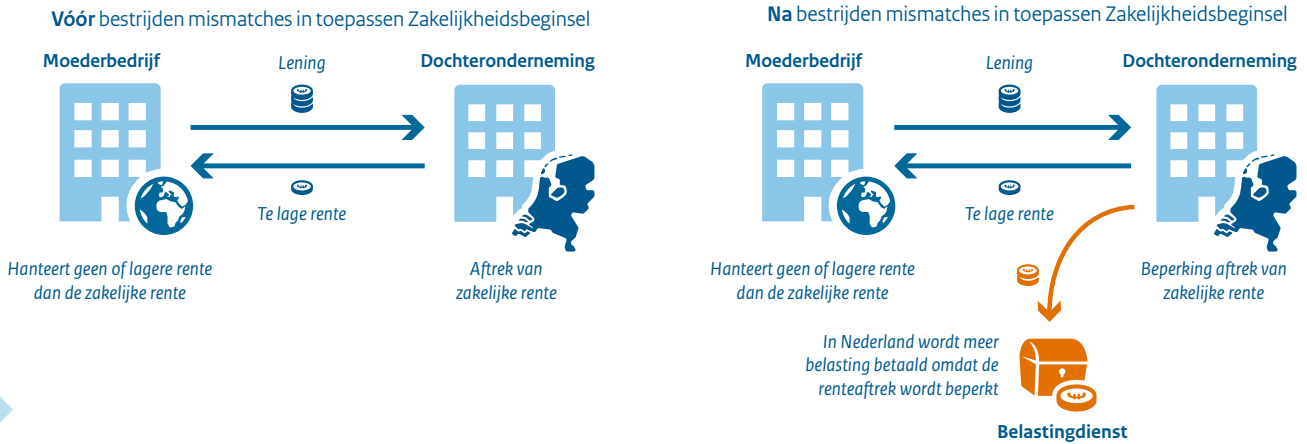 Vóór bestrijden mismatches in toepassen Zakelijkheidsbeginsel
Moederbedrijf
Lening
Dochteronderneming
Te lage rente
Hanteert geen of lagere rente
dan de zakelijke rente
Aftrek van
zakelijke rente
Na bestrijden mismatches in toepassen Zakelijkheidsbeginsel
Moederbedrijf
Lening
Dochteronderneming
Te lage rente
Hanteert geen of lagere rente
dan de zakelijke rente
Beperking aftrek van
zakelijke rente
In Nederland wordt meer
belasting betaald omdat de
renteaftrek wordt beperkt
Belastingdienst